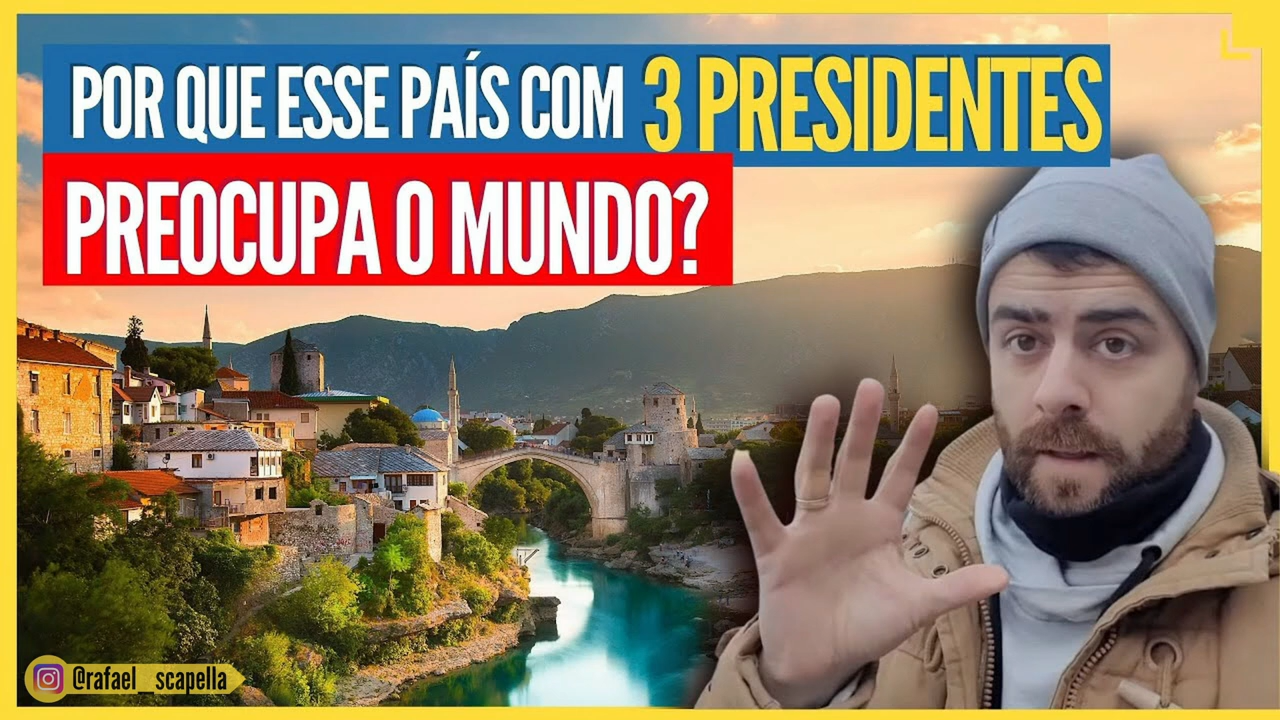 POR QUE ESSE PAÍS COM 3 PRESIDENTES
PREOCUPA O MUNDO?
@rafael_scapella